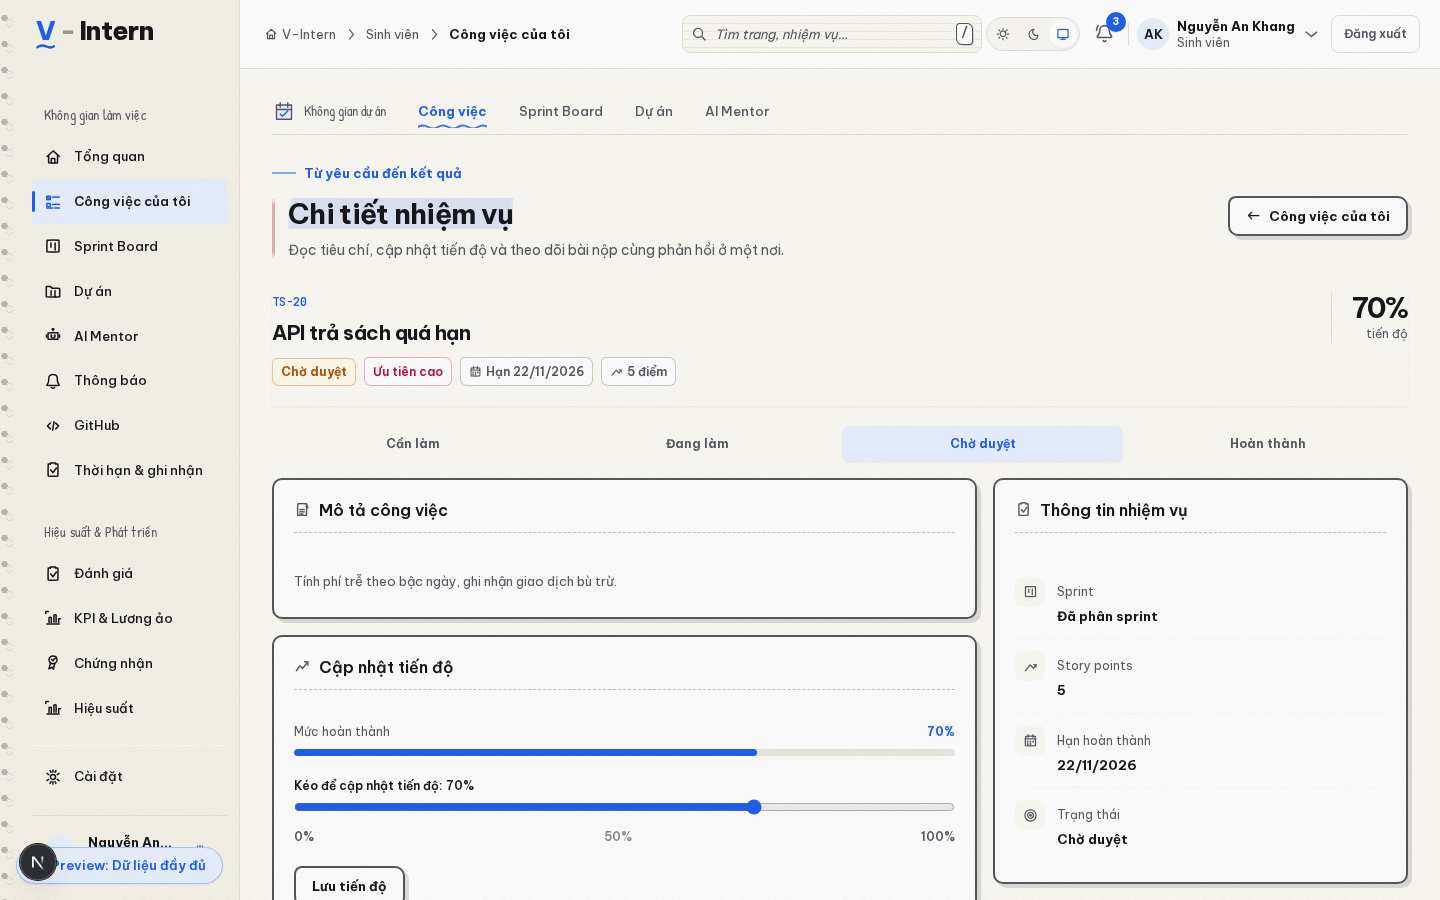 V - Intern
V-Intern > Sinh viên > Công việc của tôi
Tìm trang, nhiệm vụ... /
3
AK
Nguyễn An Khang
Sinh viên
Đăng xuất
Không gian làm việc
Tổng quan
Công việc của tôi
Sprint Board
Dự án
AI Mentor
Thông báo
GitHub
Thời hạn & ghi nhận
Hiệu suất & Phát triển
Đánh giá
KPI & Lương ảo
Chứng nhận
Hiệu suất
Cài đặt
Nguyễn An...
N
Preview: Dữ liệu đầy đủ
Không gian dự án
Công việc
Sprint Board
Dự án
AI Mentor
Từ yêu cầu đến kết quả
Chi tiết nhiệm vụ
Đọc tiêu chí, cập nhật tiến độ và theo dõi bài nộp cùng phản hồi ở một nơi.
← Công việc của tôi
TS-20
API trả sách quá hạn
70%
tiến độ
Chờ duyệt
Ưu tiên cao
Hạn 22/11/2026
5 điểm
Cần làm
Đang làm
Chờ duyệt
Hoàn thành
Mô tả công việc
Tính phí trễ theo bậc ngày, ghi nhận giao dịch bù trừ.
Cập nhật tiến độ
Mức hoàn thành 70%
Kéo để cập nhật tiến độ: 70%
0% 50% 100%
Lưu tiến độ
Thông tin nhiệm vụ
Sprint
Đã phân sprint
Story points
5
Hạn hoàn thành
22/11/2026
Trạng thái
Chờ duyệt